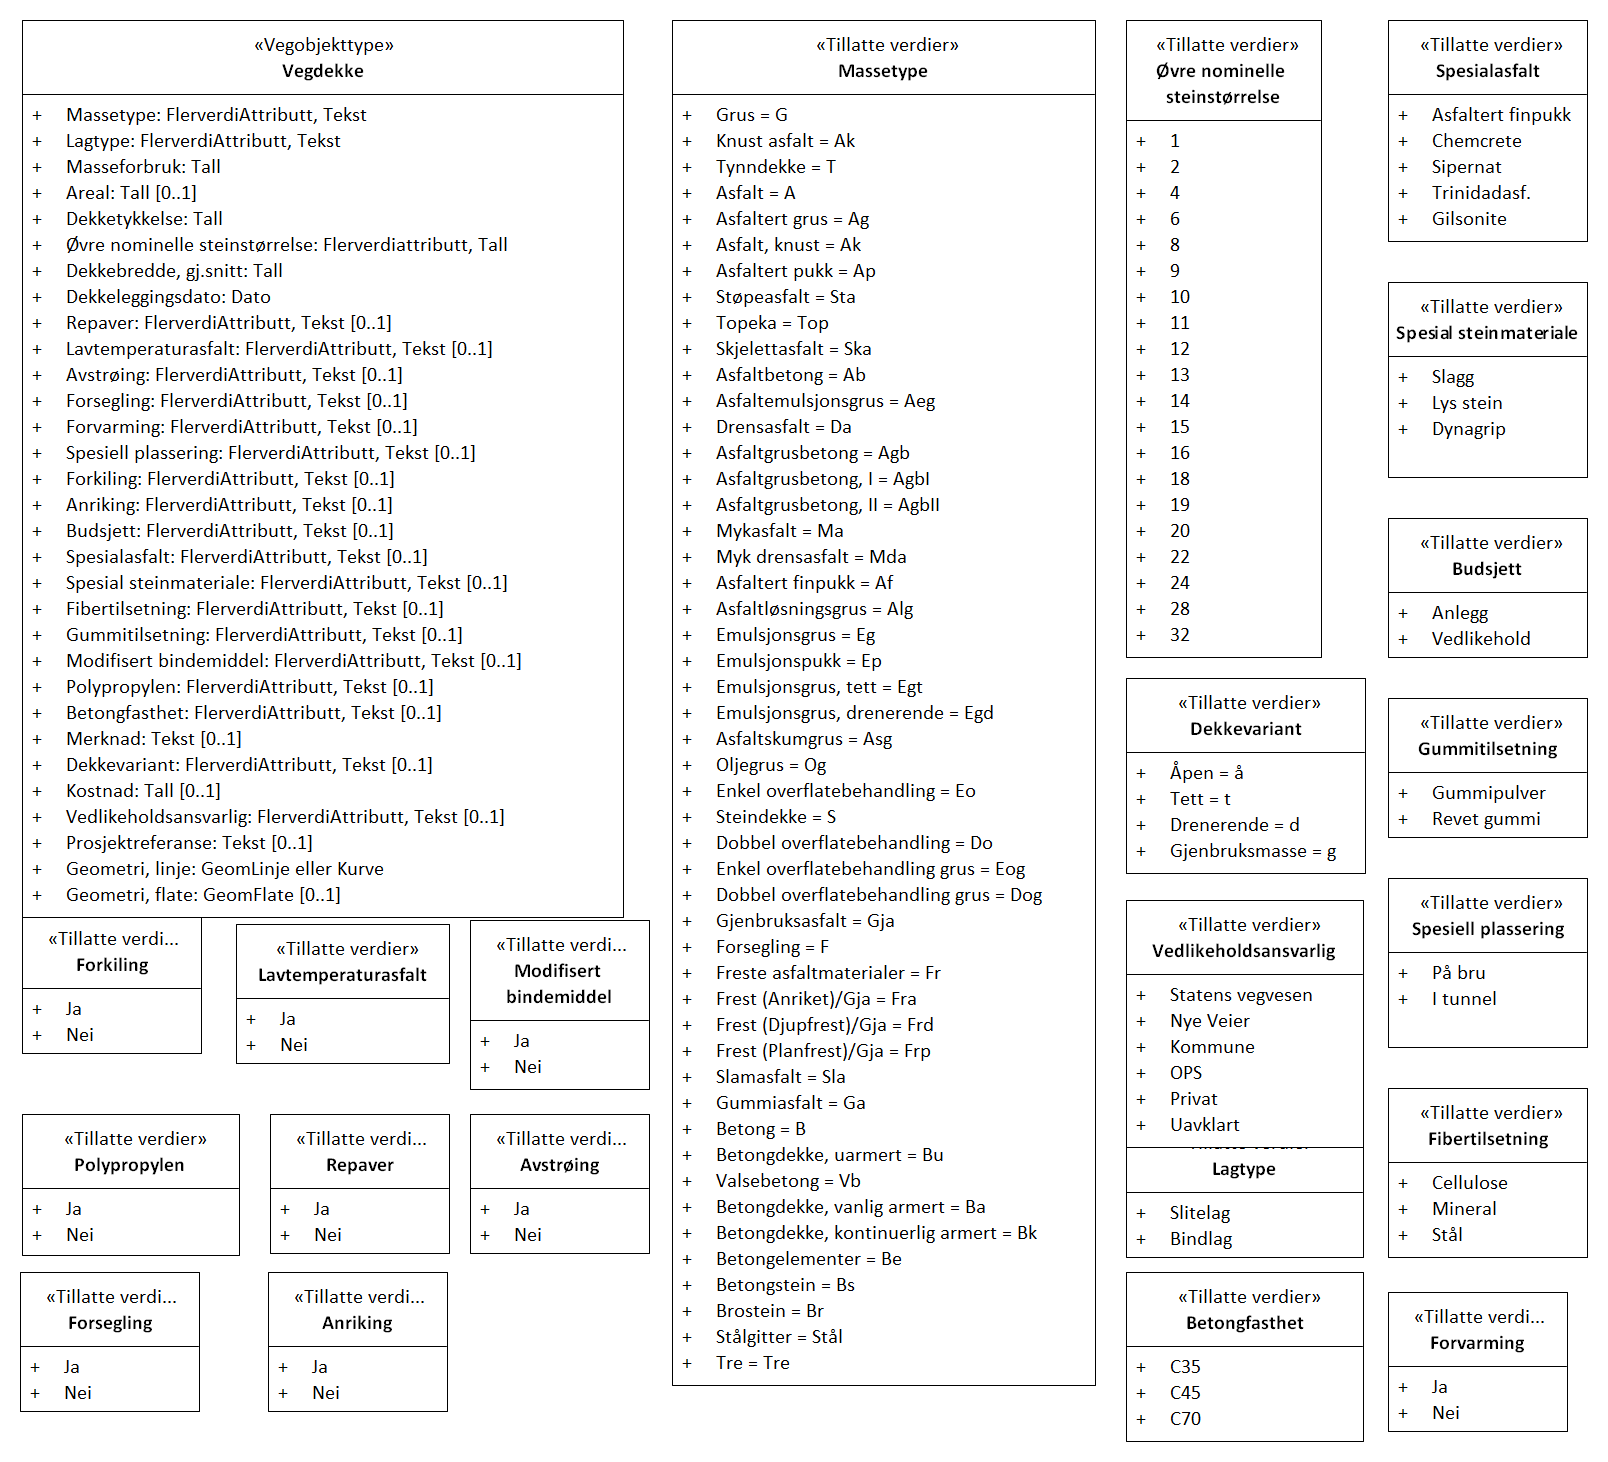 «Vegobjekttype»
Vegdekke
+ Massetype: FlerverdiAttributt, Tekst
+ Lagtype: FlerverdiAttributt, Tekst
+ Masseforbruk: Tall
+ Areal: Tall [0..1]
+ Dekketykkelse: Tall
+ Øvre nominelle steinstørrelse: Flerverdiattributt, Tall
+ Dekkebredde, gj.snitt: Tall
+ Dekkeleggingsdato: Dato
+ Repaver: FlerverdiAttributt, Tekst [0..1]
+ Lavtemperaturasfalt: FlerverdiAttributt, Tekst [0..1]
+ Avstrøing: FlerverdiAttributt, Tekst [0..1]
+ Forsegling: FlerverdiAttributt, Tekst [0..1]
+ Forvarming: FlerverdiAttributt, Tekst [0..1]
+ Spesiell plassering: FlerverdiAttributt, Tekst [0..1]
+ Forkiling: FlerverdiAttributt, Tekst [0..1]
+ Anriking: FlerverdiAttributt, Tekst [0..1]
+ Budsjett: FlerverdiAttributt, Tekst [0..1]
+ Spesialasfalt: FlerverdiAttributt, Tekst [0..1]
+ Spesial steinmateriale: FlerverdiAttributt, Tekst [0..1]
+ Fibertilsetning: FlerverdiAttributt, Tekst [0..1]
+ Gummitilsetning: FlerverdiAttributt, Tekst [0..1]
+ Modifisert bindemiddel: FlerverdiAttributt, Tekst [0..1]
+ Polypropylen: FlerverdiAttributt, Tekst [0..1]
+ Betongfasthet: FlerverdiAttributt, Tekst [0..1]
+ Merknad: Tekst [0..1]
+ Dekkevariant: FlerverdiAttributt, Tekst [0..1]
+ Kostnad: Tall [0..1]
+ Vedlikeholdsansvarlig: FlerverdiAttributt, Tekst [0..1]
+ Prosjektreferanse: Tekst [0..1]
+ Geometri, linje: GeomLinje eller Kurve
+ Geometri, flate: GeomFlate [0..1]
«Tillatte verdi...
Forkiling
+ Ja
+ Nei
«Tillatte verdier»
Lavtemperaturasfalt
+ Ja
+ Nei
«Tillatte verdi...
Modifisert
bindemiddel
+ Ja
+ Nei
«Tillatte verdier»
Polypropylen
+ Ja
+ Nei
«Tillatte verdi...
Repaver
+ Ja
+ Nei
«Tillatte verdi...
Avstrøing
+ Ja
+ Nei
«Tillatte verdi...
Forsegling
+ Ja
+ Nei
«Tillatte verdi...
Anriking
+ Ja
+ Nei
«Tillatte verdier»
Massetype
+ Grus = G
+ Knust asfalt = Ak
+ Tynndekke = T
+ Asfalt = A
+ Asfaltert grus = Ag
+ Asfalt, knust = Ak
+ Asfaltert pukk = Ap
+ Støpeasfalt = Sta
+ Topeka = Top
+ Skjelettasfalt = Ska
+ Asfaltbetong = Ab
+ Asfaltemulsjonsgrus = Aeg
+ Drensasfalt = Da
+ Asfaltgrusbetong = Agb
+ Asfaltgrusbetong, I = AgbI
+ Asfaltgrusbetong, II = AgbII
+ Mykasfalt = Ma
+ Myk drensasfalt = Mda
+ Asfaltert finpukk = Af
+ Asfaltløsningsgrus = Alg
+ Emulsjonsgrus = Eg
+ Emulsjonspukk = Ep
+ Emulsjonsgrus, tett = Egt
+ Emulsjonsgrus, drenerende = Egd
+ Asfaltskumgrus = Asg
+ Oljegrus = Og
+ Enkel overflatebehandling = Eo
+ Steindekke = S
+ Dobbel overflatebehandling = Do
+ Enkel overflatebehandling grus = Eog
+ Dobbel overflatebehandling grus = Dog
+ Gjenbruksasfalt = Gja
+ Forsegling = F
+ Freste asfaltmaterialer = Fr
+ Frest (Anriket)/Gja = Fra
+ Frest (Djupfrest)/Gja = Frd
+ Frest (Planfrest)/Gja = Frp
+ Slamasfalt = Sla
+ Gummiasfalt = Ga
+ Betong = B
+ Betongdekke, uarmert = Bu
+ Valsebetong = Vb
+ Betongdekke, vanlig armert = Ba
+ Betongdekke, kontinuerlig armert = Bk
+ Betongelementer = Be
+ Betongstein = Bs
+ Brostein = Br
+ Stålgitter = Stål
+ Tre = Tre
«Tillatte verdier»
Øvre nominelle
steinstørrelse
+ 1
+ 2
+ 4
+ 6
+ 8
+ 9
+ 10
+ 11
+ 12
+ 13
+ 14
+ 15
+ 16
+ 18
+ 19
+ 20
+ 22
+ 24
+ 28
+ 32
«Tillatte verdier»
Dekkevariant
+ Åpen = å
+ Tett = t
+ Drenerende = d
+ Gjenbruksmasse = g
«Tillatte verdier»
Vedlikeholdsansvarlig
+ Statens vegvesen
+ Nye Veier
+ Kommune
+ OPS
+ Privat
+ Uavklart
Lagtype
+ Slitelag
+ Bindlag
«Tillatte verdier»
Betongfasthet
+ C35
+ C45
+ C70
«Tillatte verdier»
Spesialasfalt
+ Asfaltert finpukk
+ Chemcrete
+ Sipernat
+ Trinidadasf.
+ Gilsonite
«Tillatte verdier»
Spesial steinmateriale
+ Slagg
+ Lys stein
+ Dynagrip
«Tillatte verdier»
Budsjett
+ Anlegg
+ Vedlikehold
«Tillatte verdier»
Gummitilsetning
+ Gummipulver
+ Revet gummi
«Tillatte verdier»
Spesiell plassering
+ På bru
+ I tunnel
«Tillatte verdier»
Fibertilsetning
+ Cellulose
+ Mineral
+ Stål
«Tillatte verdi...
Forvarming
+ Ja
+ Nei